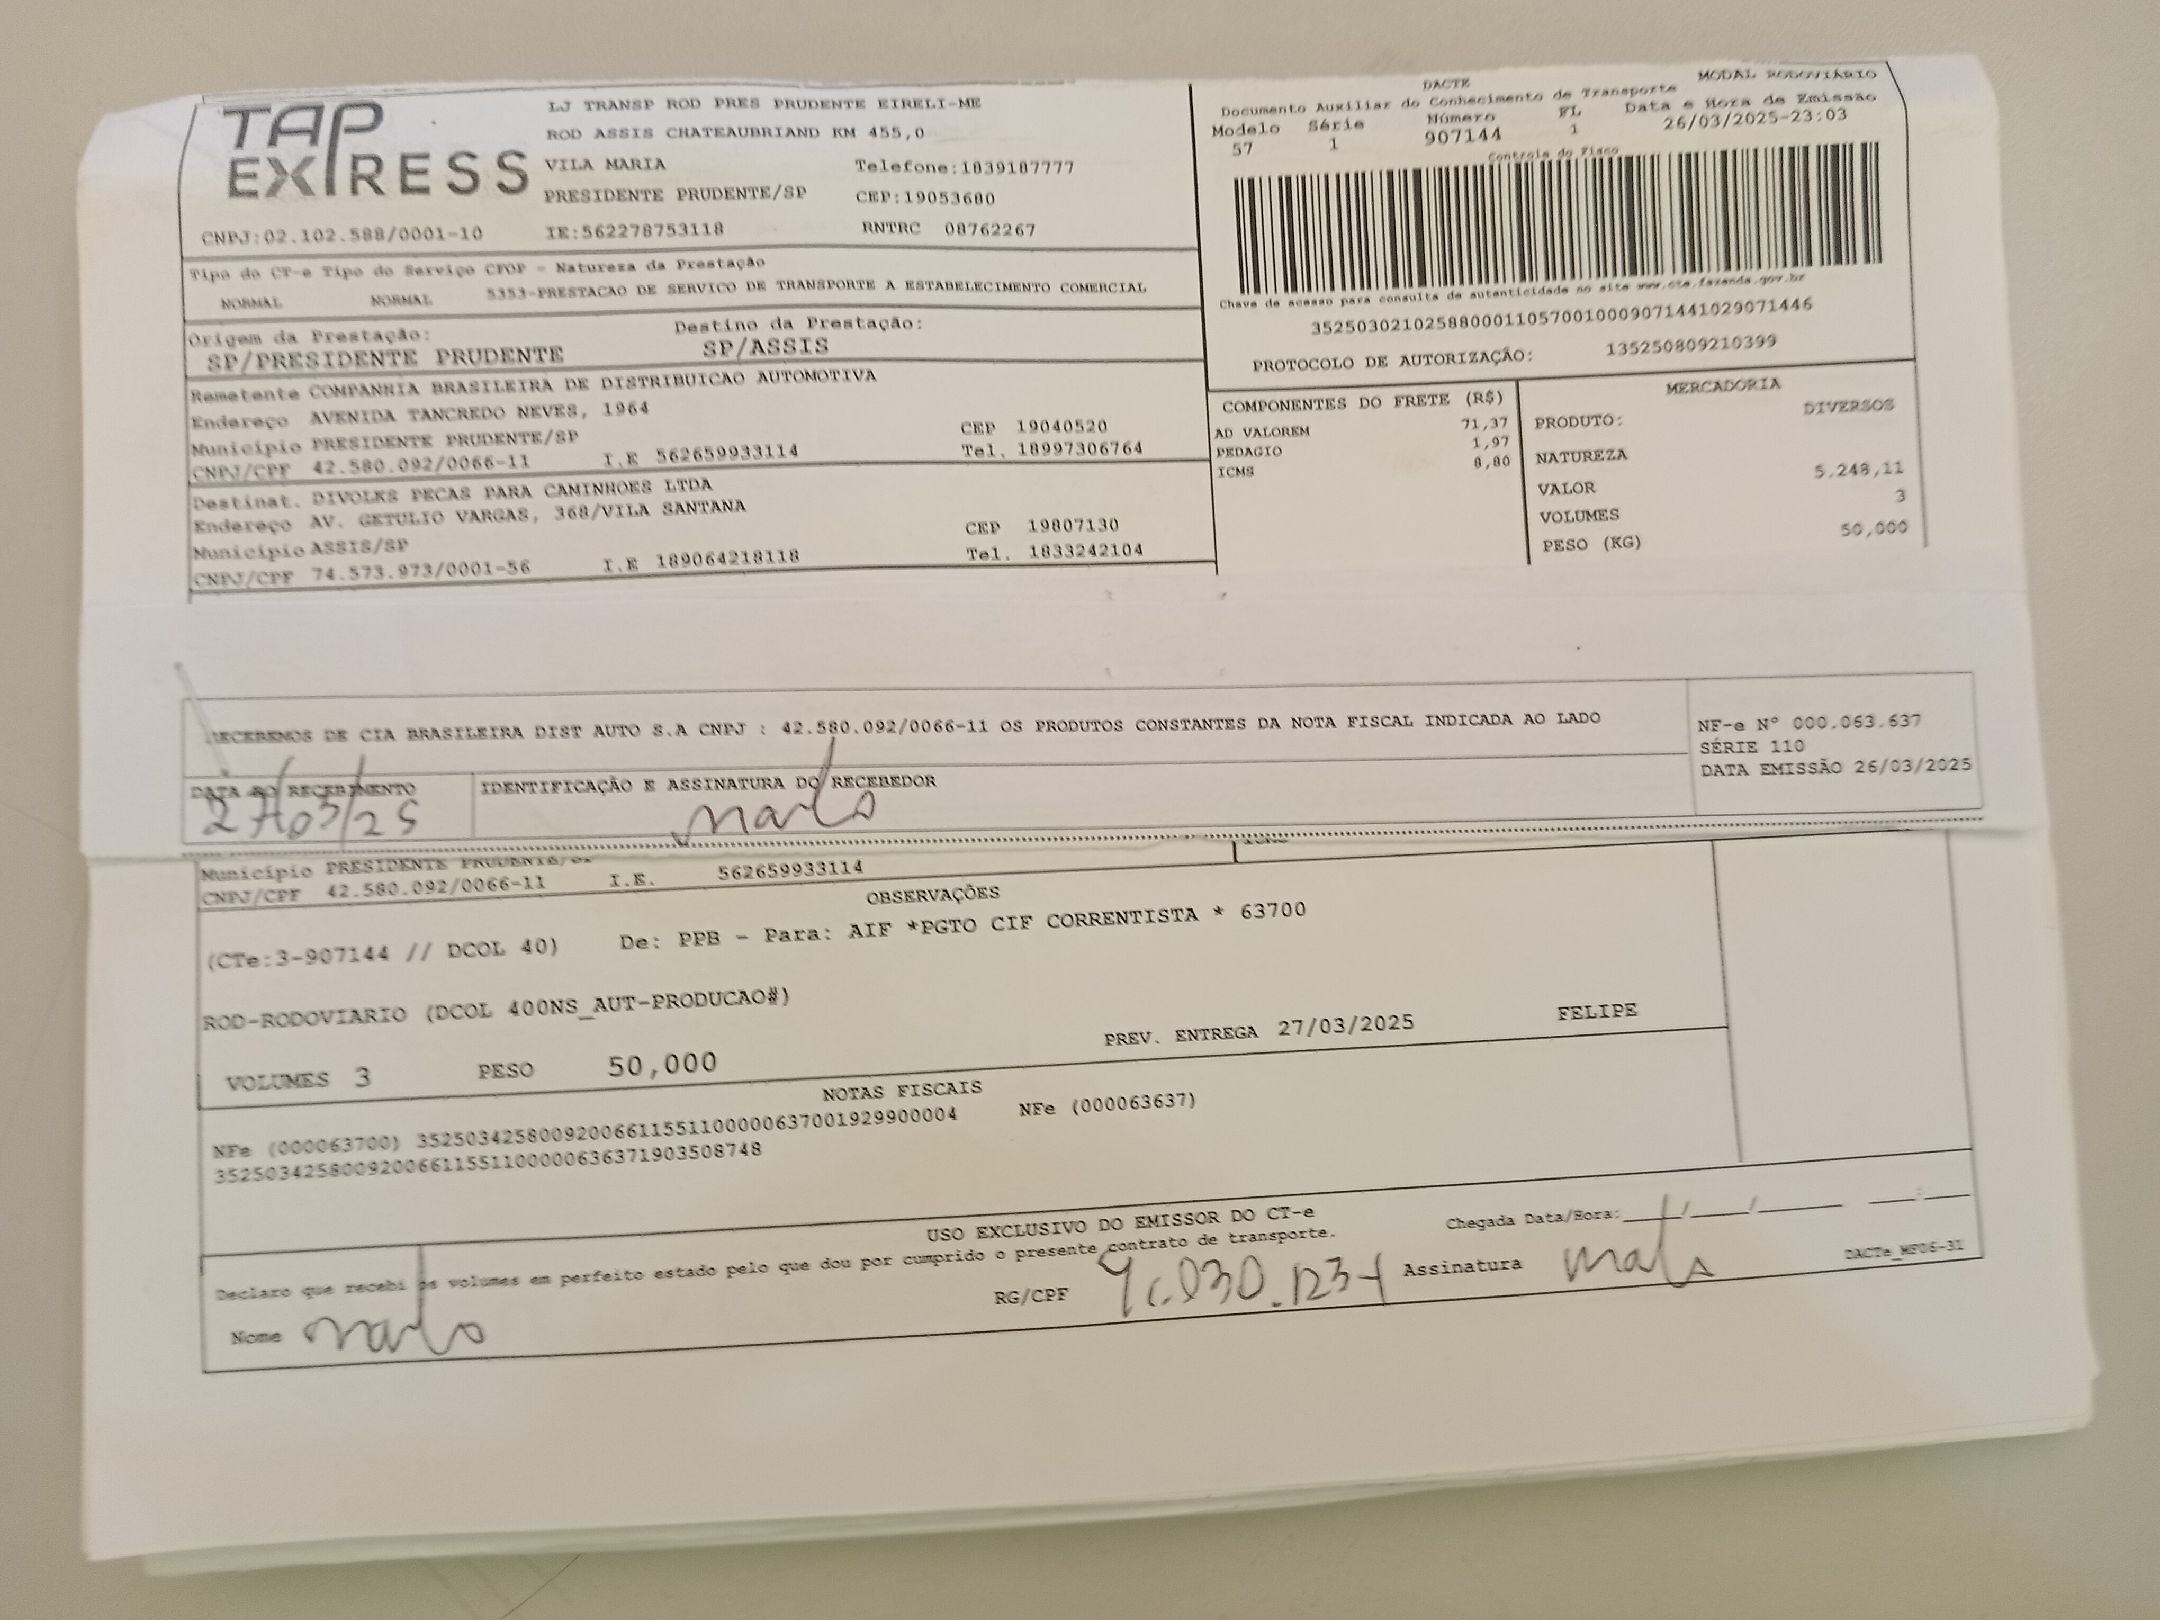 TAP EXPRESS
LJ TRANSP ROD PRES PRUDENTE EIRELI-ME
ROD ASSIS CHATEAUBRIAND KM 455,0
VILA MARIA Telefone:1839187777
PRESIDENTE PRUDENTE/SP CEP:19053680
CNPJ:02.102.588/0001-10 IE:562278753118 RNTRC 08762267
Tipo do CT-e Tipo do Serviço CFOP - Natureza da Prestação
NORMAL NORMAL 5353-PRESTACAO DE SERVICO DE TRANSPORTE A ESTABELECIMENTO COMERCIAL
Origem da Prestação: Destino da Prestação:
SP/PRESIDENTE PRUDENTE SP/ASSIS
Remetente COMPANHIA BRASILEIRA DE DISTRIBUICAO AUTOMOTIVA
Endereço AVENIDA TANCREDO NEVES, 1964
Município PRESIDENTE PRUDENTE/SP CEP 19040520
CNPJ/CPF 42.580.092/0066-11 I.E 562659933114 Tel. 18997306764
Destinat. DIVOLKS PECAS PARA CAMINHOES LTDA
Endereço AV. GETULIO VARGAS, 368/VILA SANTANA
Município ASSIS/SP CEP 19807130
CNPJ/CPF 74.573.973/0001-56 I.E 189064218118 Tel. 1833242104
DACTE MODAL RODOVIÁRIO
Documento Auxiliar do Conhecimento de Transporte
Modelo Série Número FL Data e Hora de Emissão
57 1 907144 1 26/03/2025-23:03
Controle do Fisco
Chave de acesso para consulta de autenticidade no site www.cte.fazenda.gov.br
35250302102588000110570010009071441029071446
PROTOCOLO DE AUTORIZAÇÃO: 135250809210399
COMPONENTES DO FRETE (R$)
AD VALOREM 71,37
PEDAGIO 1,97
ICMS 8,80
MERCADORIA
PRODUTO: DIVERSOS
NATUREZA
VALOR 5.248,11
VOLUMES 3
PESO (KG) 50,000
RECEBEMOS DE CIA BRASILEIRA DIST AUTO S.A CNPJ : 42.580.092/0066-11 OS PRODUTOS CONSTANTES DA NOTA FISCAL INDICADA AO LADO
NF-e Nº 000.063.637
SÉRIE 110
DATA EMISSÃO 26/03/2025
DATA DO RECEBIMENTO IDENTIFICAÇÃO E ASSINATURA DO RECEBEDOR
27/03/25
Município PRESIDENTE PRUDENTE/SP
CNPJ/CPF 42.580.092/0066-11 I.E. 562659933114
ICMS
OBSERVAÇÕES
(CTe:3-907144 // DCOL 40) De: PPB - Para: AIF *PGTO CIF CORRENTISTA * 63700
ROD-RODOVIARIO (DCOL 400NS_AUT-PRODUCAO#)
VOLUMES 3 PESO 50,000 PREV. ENTREGA 27/03/2025 FELIPE
NOTAS FISCAIS
NFe (000063700) 35250342580092006611551100000637001929900004 NFe (000063637)
35250342580092006611551100000636371903508748
USO EXCLUSIVO DO EMISSOR DO CT-e
Declaro que recebi os volumes em perfeito estado pelo que dou por cumprido o presente contrato de transporte.
Chegada Data/Hora:____/____/____ __:__
Nome RG/CPF Assinatura
DACTe_MF06-3I